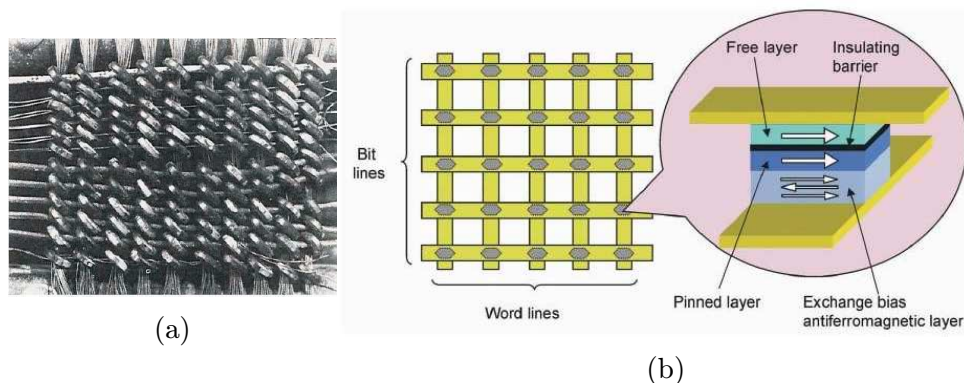 Free layer
Insulating
barrier
Bit
lines
Word lines
Pinned layer
Exchange bias
antiferromagnetic layer
(a)
(b)